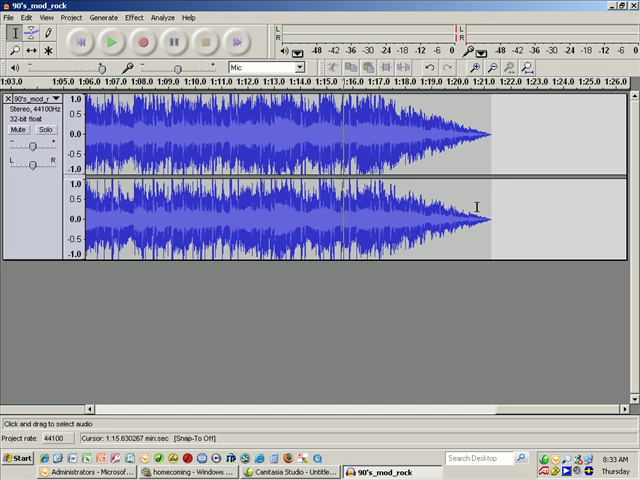 90's_mod_rock
File Edit View Project Generate Effect Analyze Help
L
R
-48 -42 -36 -30 -24 -18 -12 -6 0
L
R
-48 -42 -36 -30 -24 -18 -12 -6 0
Mic
1:03.0 1:05.0 1:06.0 1:07.0 1:08.0 1:09.0 1:10.0 1:11.0 1:12.0 1:13.0 1:14.0 1:15.0 1:16.0 1:17.0 1:18.0 1:19.0 1:20.0 1:21.0 1:22.0 1:23.0 1:24.0 1:25.0 1:26.0
90's_mod_r
Stereo, 44100Hz
32-bit float
Mute Solo
- +
L R
1.0
0.5
0.0
-0.5
-1.0
1.0
0.5
0.0
-0.5
-1.0
Click and drag to select audio
Project rate: 44100 Cursor: 1:15.630267 min:sec [Snap-To Off]
Start Search Desktop 8:33 AM
Administrators - Microsof... homecoming - Windows ... Camtasia Studio - Untitle... 90's_mod_rock Thursday